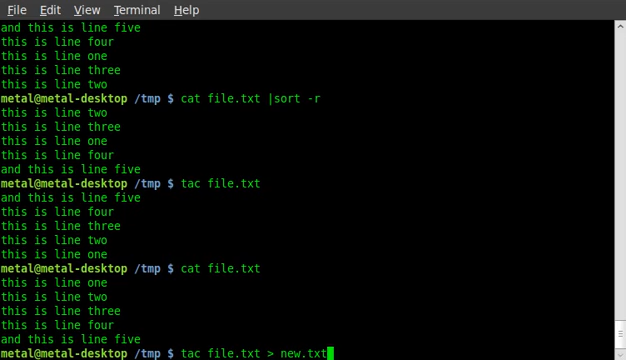 File Edit View Terminal Help
and this is line five
this is line four
this is line one
this is line three
this is line two
metal@metal-desktop /tmp $ cat file.txt |sort -r
this is line two
this is line three
this is line one
this is line four
and this is line five
metal@metal-desktop /tmp $ tac file.txt
and this is line five
this is line four
this is line three
this is line two
this is line one
metal@metal-desktop /tmp $ cat file.txt
this is line one
this is line two
this is line three
this is line four
and this is line five
metal@metal-desktop /tmp $ tac file.txt > new.txt